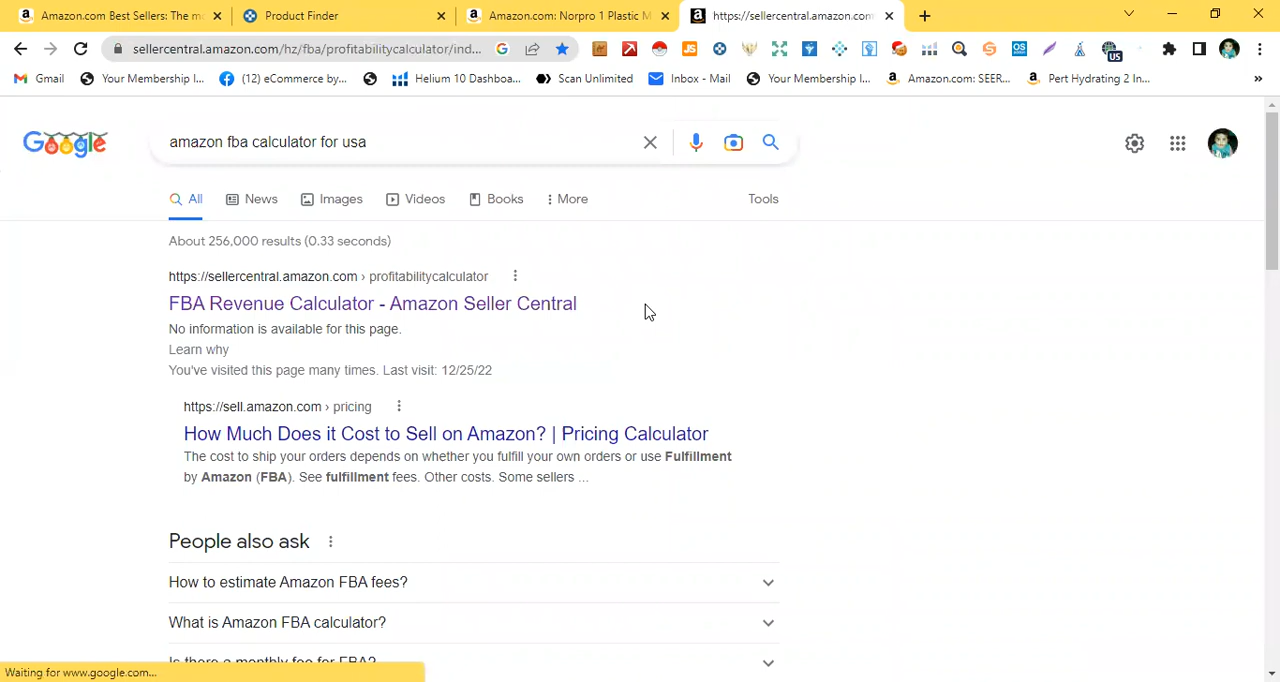 Amazon.com Best Sellers: The mo
Product Finder
Amazon.com: Norpro 1 Plastic M
https://sellercentral.amazon.com
sellercentral.amazon.com/hz/fba/profitabilitycalculator/ind...
Gmail
Your Membership I...
(12) eCommerce by...
Helium 10 Dashboa...
Scan Unlimited
Inbox - Mail
Your Membership I...
Amazon.com: SEER...
Pert Hydrating 2 In...
Google
amazon fba calculator for usa
All
News
Images
Videos
Books
More
Tools
About 256,000 results (0.33 seconds)
https://sellercentral.amazon.com › profitabilitycalculator
FBA Revenue Calculator - Amazon Seller Central
No information is available for this page.
Learn why
You've visited this page many times. Last visit: 12/25/22
https://sell.amazon.com › pricing
How Much Does it Cost to Sell on Amazon? | Pricing Calculator
The cost to ship your orders depends on whether you fulfill your own orders or use Fulfillment
by Amazon (FBA). See fulfillment fees. Other costs. Some sellers ...
People also ask
How to estimate Amazon FBA fees?
What is Amazon FBA calculator?
Is there a monthly fee for FBA?
Waiting for www.google.com...